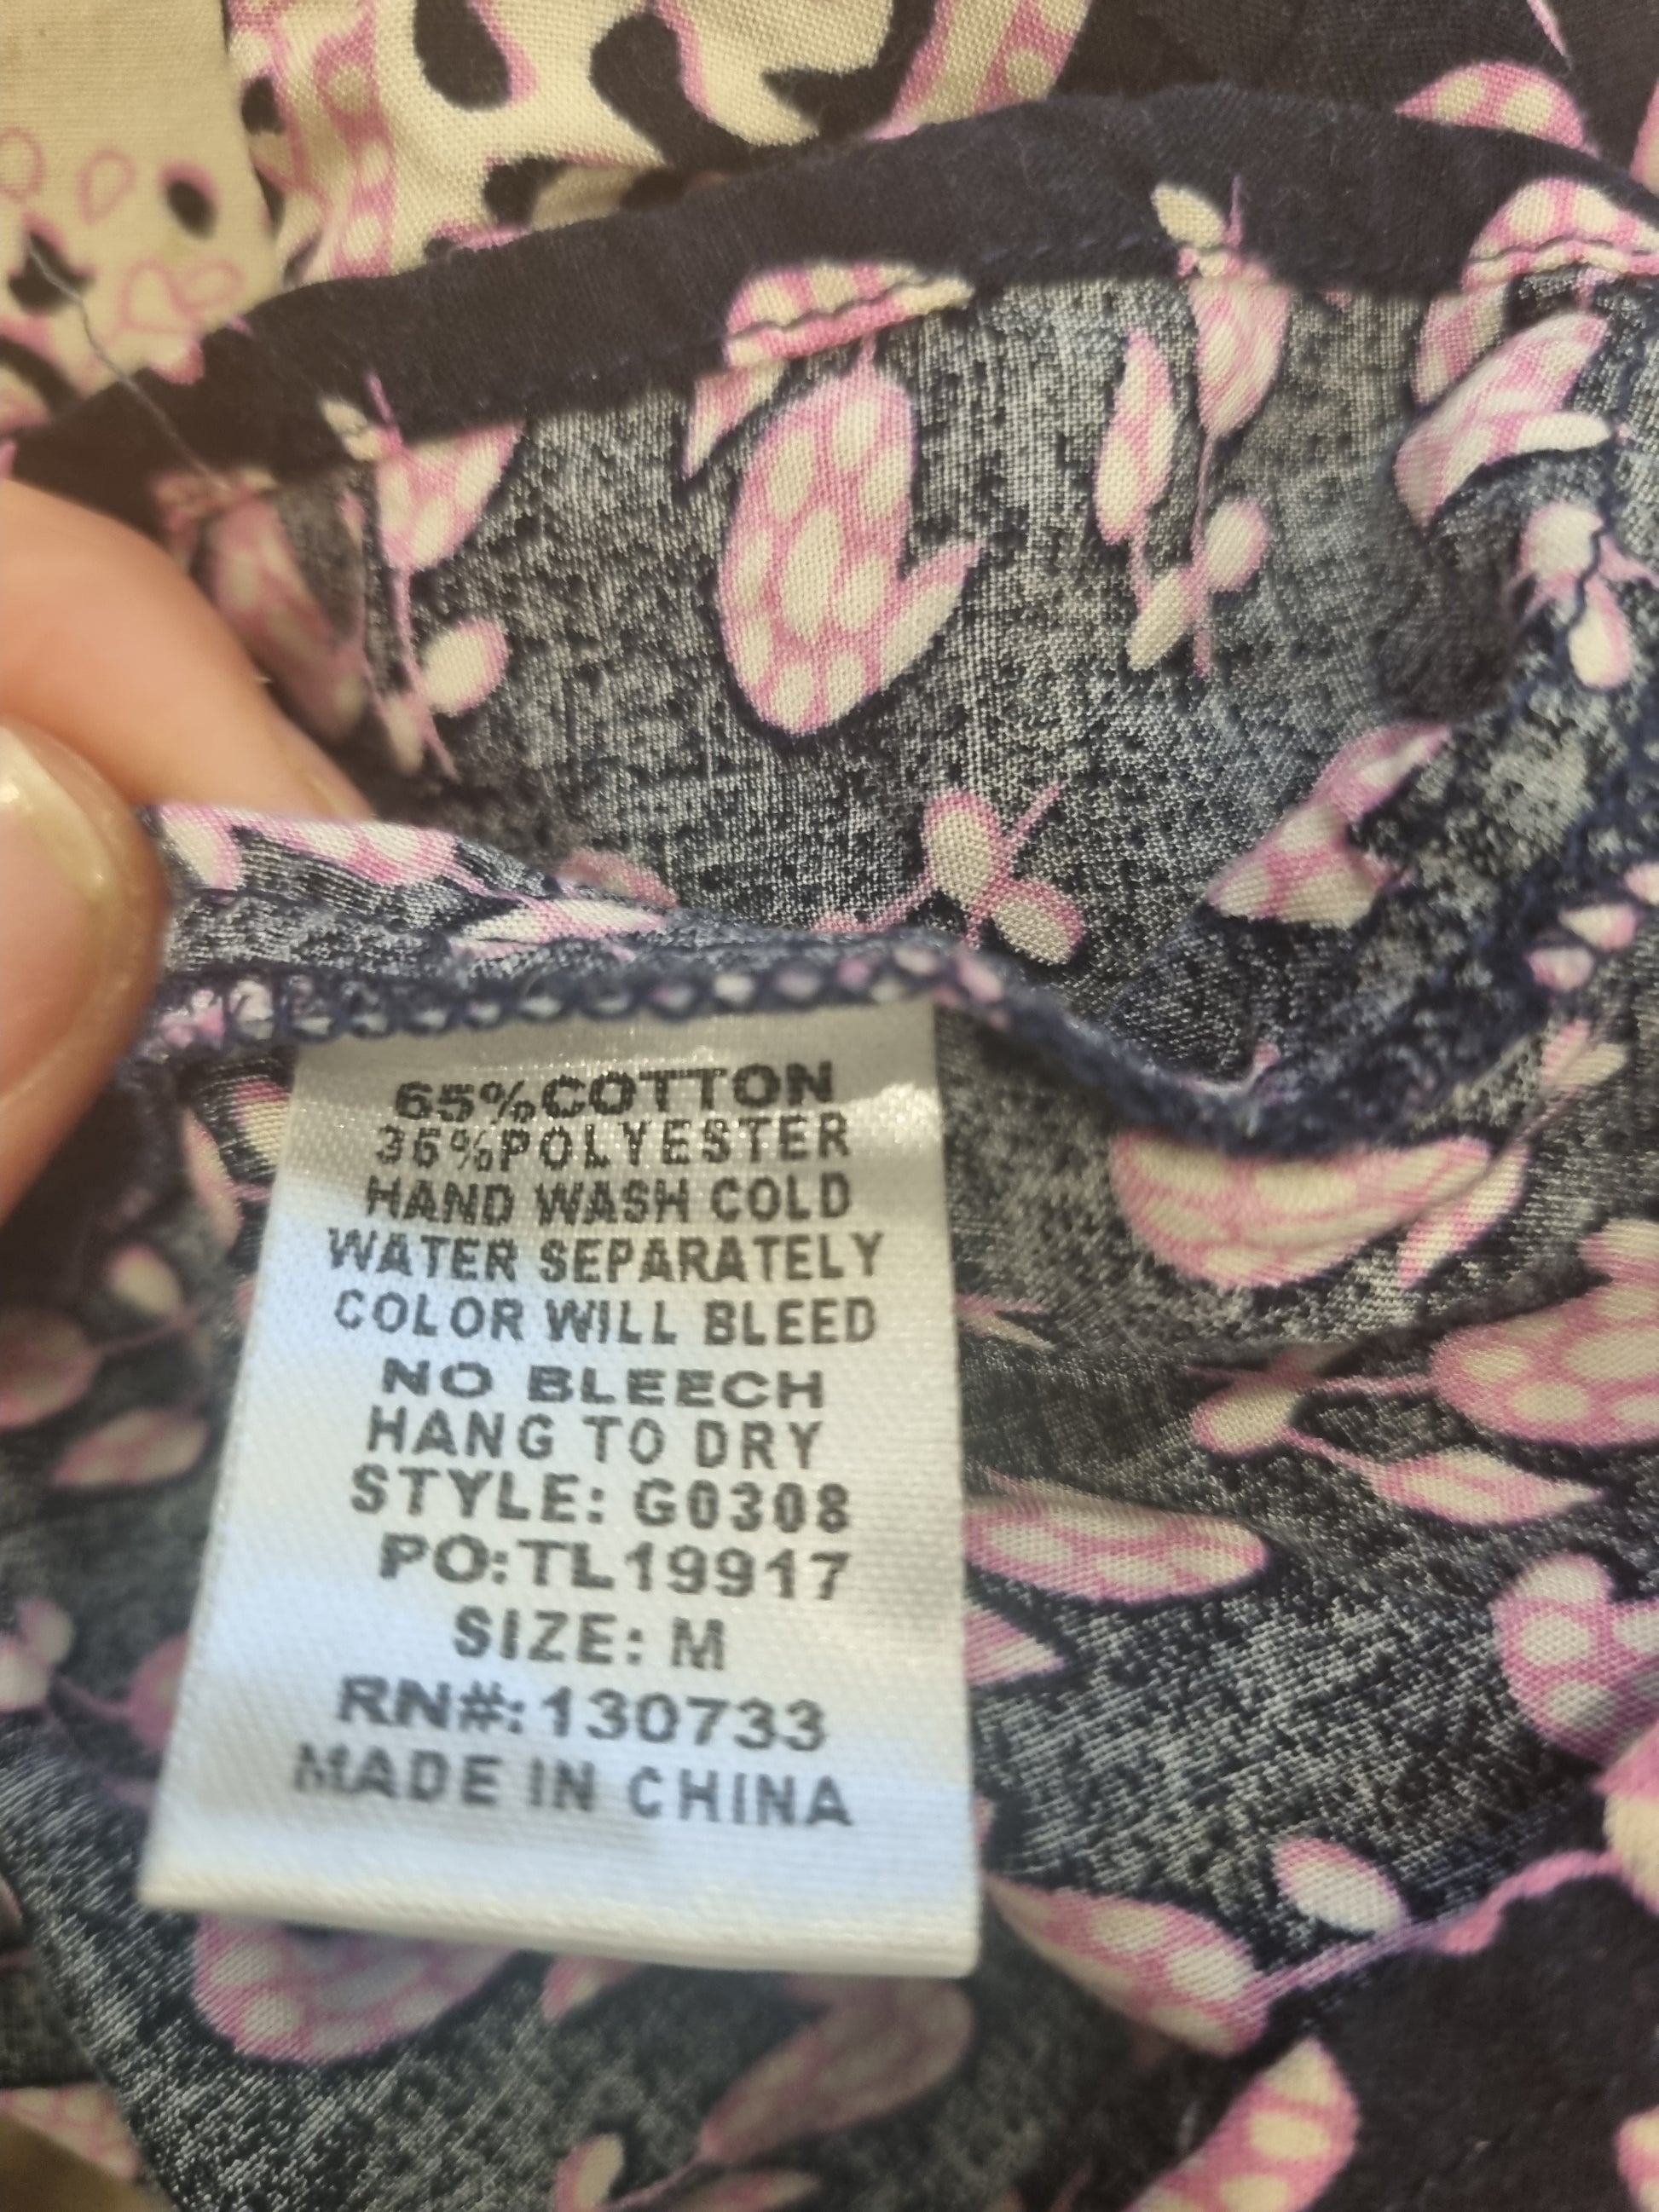 65%COTTON
35%POLYESTER
HAND WASH COLD
WATER SEPARATELY
COLOR WILL BLEED
NO BLEECH
HANG TO DRY
STYLE: G0308
PO:TL19917
SIZE: M
RN#:130733
MADE IN CHINA